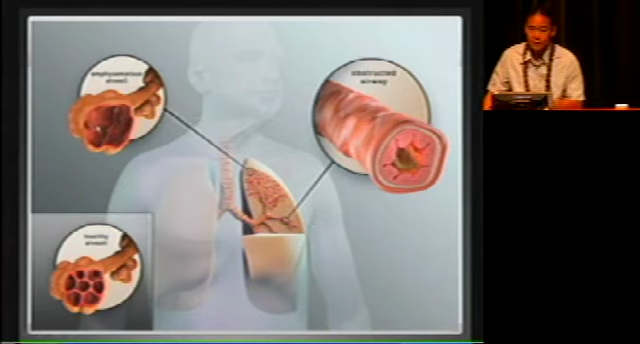 emphysematous
alveoli
obstructed
airway
healthy
alveoli